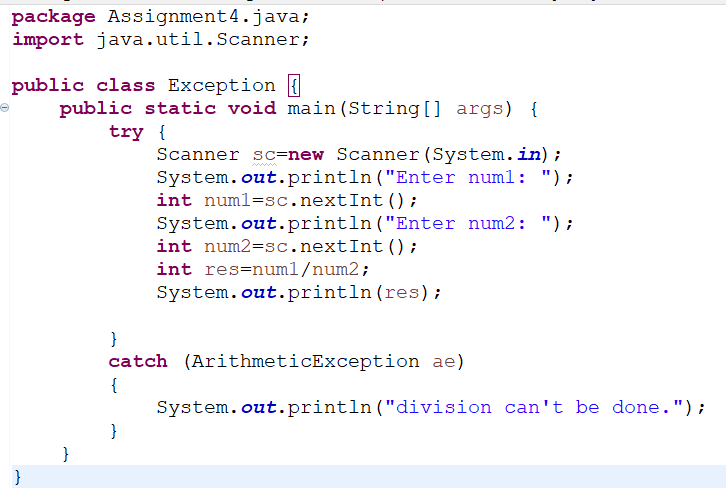 package Assignment4.java;
import java.util.Scanner;
public class Exception {
public static void main(String[] args) {
try {
Scanner sc=new Scanner(System.in);
System.out.println("Enter num1: ");
int num1=sc.nextInt();
System.out.println("Enter num2: ");
int num2=sc.nextInt();
int res=num1/num2;
System.out.println(res);
}
catch (ArithmeticException ae)
{
System.out.println("division can't be done.");
}
}
}